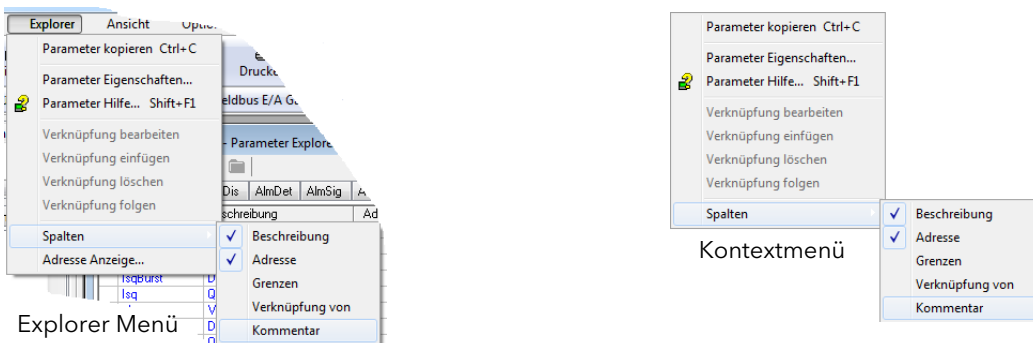 Explorer Ansicht
Parameter kopieren Ctrl+C
Parameter Eigenschaften...
Parameter Hilfe... Shift+F1
Verknüpfung bearbeiten
Verknüpfung einfügen
Verknüpfung löschen
Verknüpfung folgen
Spalten
Adresse Anzeige...
E/A
- Parameter Explore
Dis AlmDet AlmSig
schreibung Ad
Beschreibung
Adresse
Grenzen
Verknüpfung von
Kommentar
IsqBurst D
Isq Q
V
D
Explorer Menü
Parameter kopieren Ctrl+C
Parameter Eigenschaften...
Parameter Hilfe... Shift+F1
Verknüpfung bearbeiten
Verknüpfung einfügen
Verknüpfung löschen
Verknüpfung folgen
Spalten
Beschreibung
Adresse
Grenzen
Verknüpfung von
Kommentar
Kontextmenü